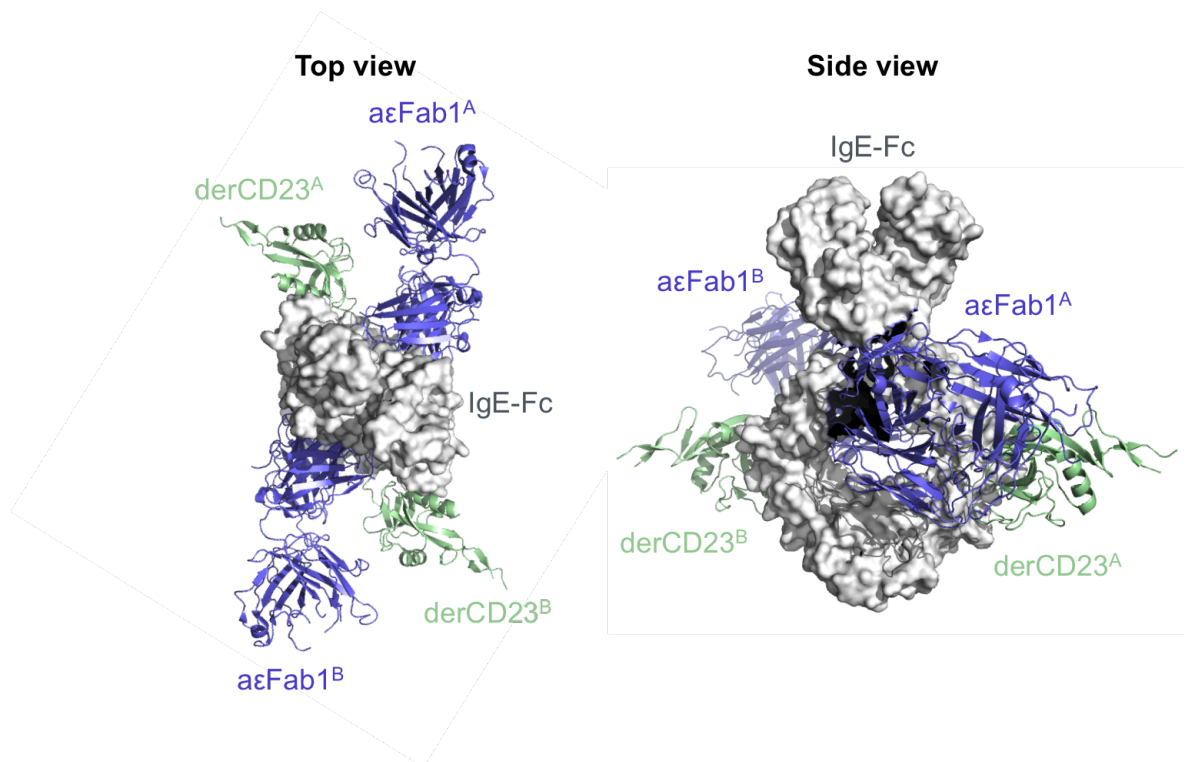 Top view
aεFab1ᴬ
derCD23ᴬ
IgE-Fc
derCD23ᴮ
aεFab1ᴮ
Side view
IgE-Fc
aεFab1ᴮ
aεFab1ᴬ
derCD23ᴮ
derCD23ᴬ